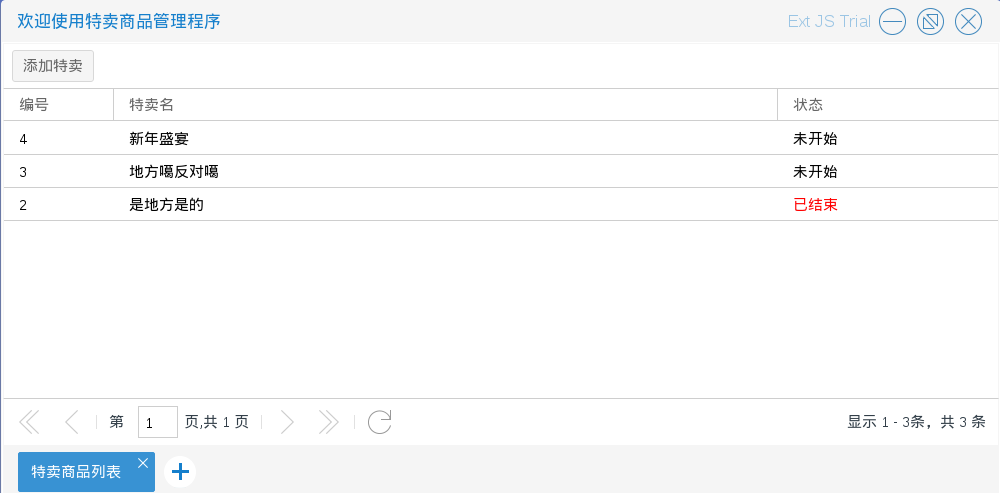 欢迎使用特卖商品管理程序 Ext JS Trial
添加特卖
编号 特卖名 状态
4 新年盛宴 未开始
3 地方噶反对噶 未开始
2 是地方是的 已结束
第 1 页,共 1 页 显示 1 - 3条，共 3 条
特卖商品列表